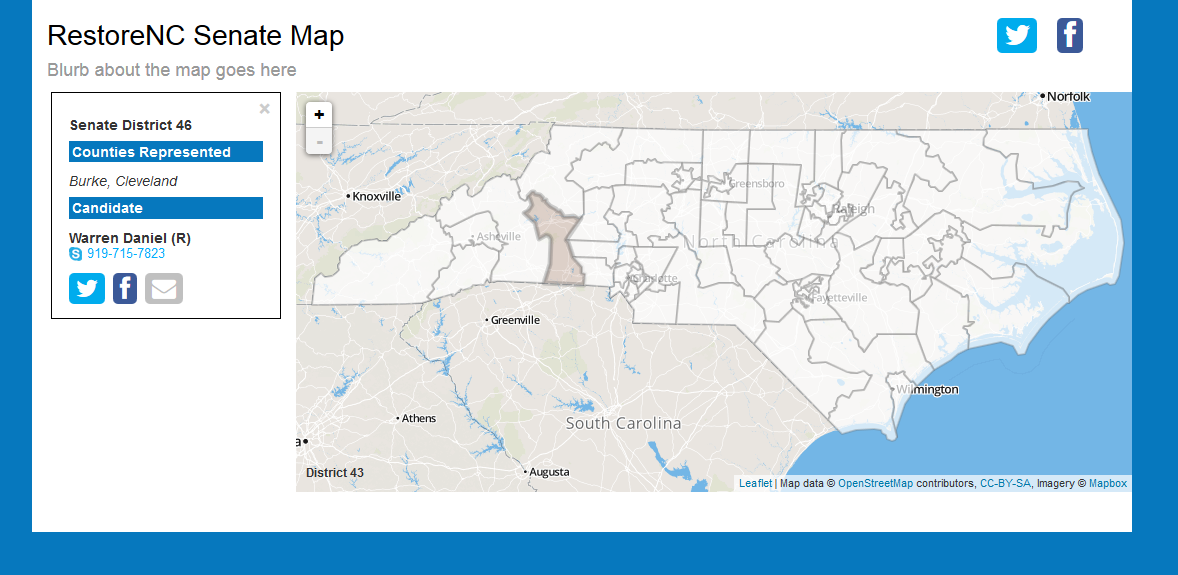 RestoreNC Senate Map
Blurb about the map goes here
×
Senate District 46
Counties Represented
Burke, Cleveland
Candidate
Warren Daniel (R)
919-715-7823
+
-
Norfolk
Knoxville
Greensboro
Raleigh
Asheville
North Carolina
Charlotte
Fayetteville
Greenville
Wilmington
Athens
South Carolina
a
District 43
Augusta
Leaflet | Map data © OpenStreetMap contributors, CC-BY-SA, Imagery © Mapbox